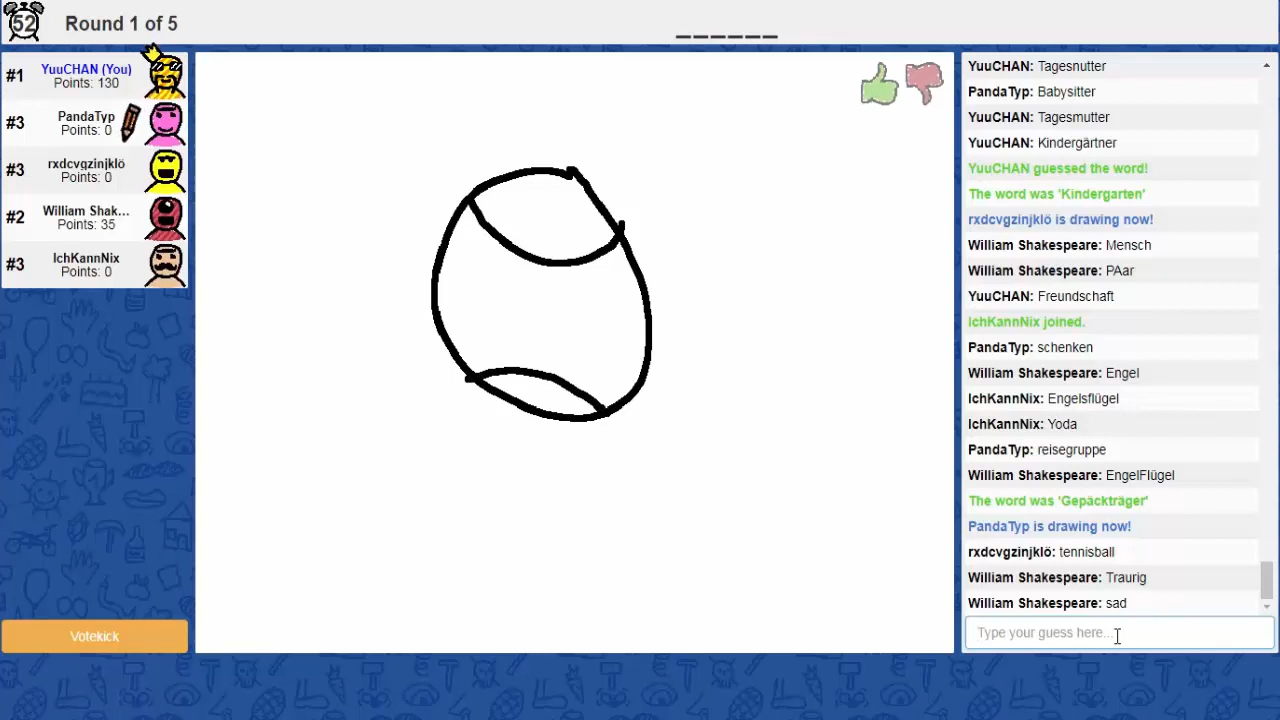 52
Round 1 of 5
______
#1
YuuCHAN (You)
Points: 130
#3
PandaTyp
Points: 0
#3
rxdcvgzinjklö
Points: 0
#2
William Shak...
Points: 35
#3
IchKannNix
Points: 0
Votekick
YuuCHAN: Tagesnutter
PandaTyp: Babysitter
YuuCHAN: Tagesmutter
YuuCHAN: Kindergärtner
YuuCHAN guessed the word!
The word was 'Kindergarten'
rxdcvgzinjklö is drawing now!
William Shakespeare: Mensch
William Shakespeare: PAar
YuuCHAN: Freundschaft
IchKannNix joined.
PandaTyp: schenken
William Shakespeare: Engel
IchKannNix: Engelsflügel
IchKannNix: Yoda
PandaTyp: reisegruppe
William Shakespeare: EngelFlügel
The word was 'Gepäckträger'
PandaTyp is drawing now!
rxdcvgzinjklö: tennisball
William Shakespeare: Traurig
William Shakespeare: sad
Type your guess here...